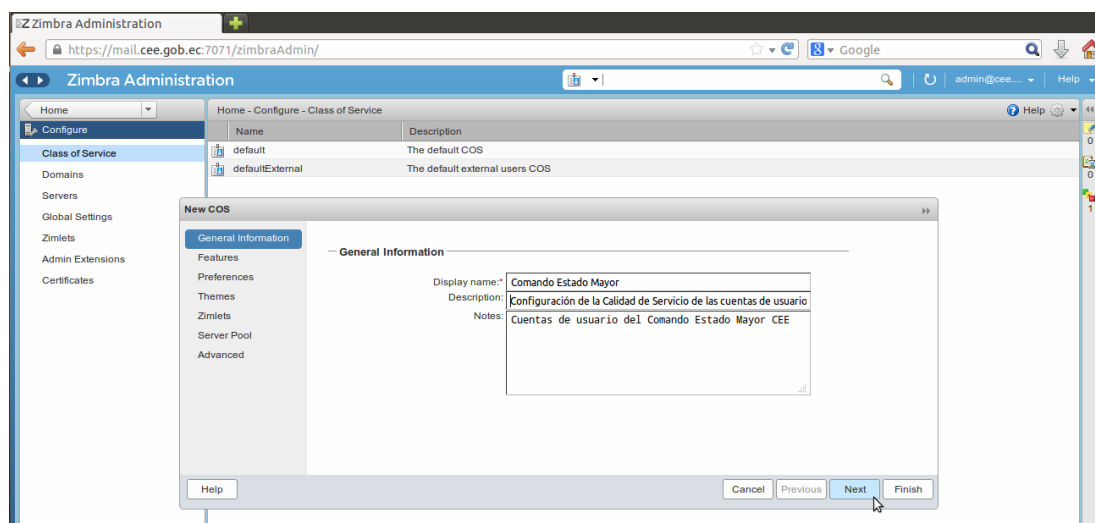 Zimbra Administration
https://mail.cee.gob.ec:7071/zimbraAdmin/
Google
Zimbra Administration
admin@cee.... Help
Home
Home - Configure - Class of Service
Help
Configure
Name Description
Class of Service
default The default COS
0
Domains
defaultExternal The default external users COS
0
Servers
1
Global Settings
Zimlets
Admin Extensions
Certificates
New COS
General Information
Features
Preferences
Themes
Zimlets
Server Pool
Advanced
General Information
Display name:* Comando Estado Mayor
Description: Configuración de la Calidad de Servicio de las cuentas de usuario
Notes: Cuentas de usuario del Comando Estado Mayor CEE
Help Cancel Previous Next Finish